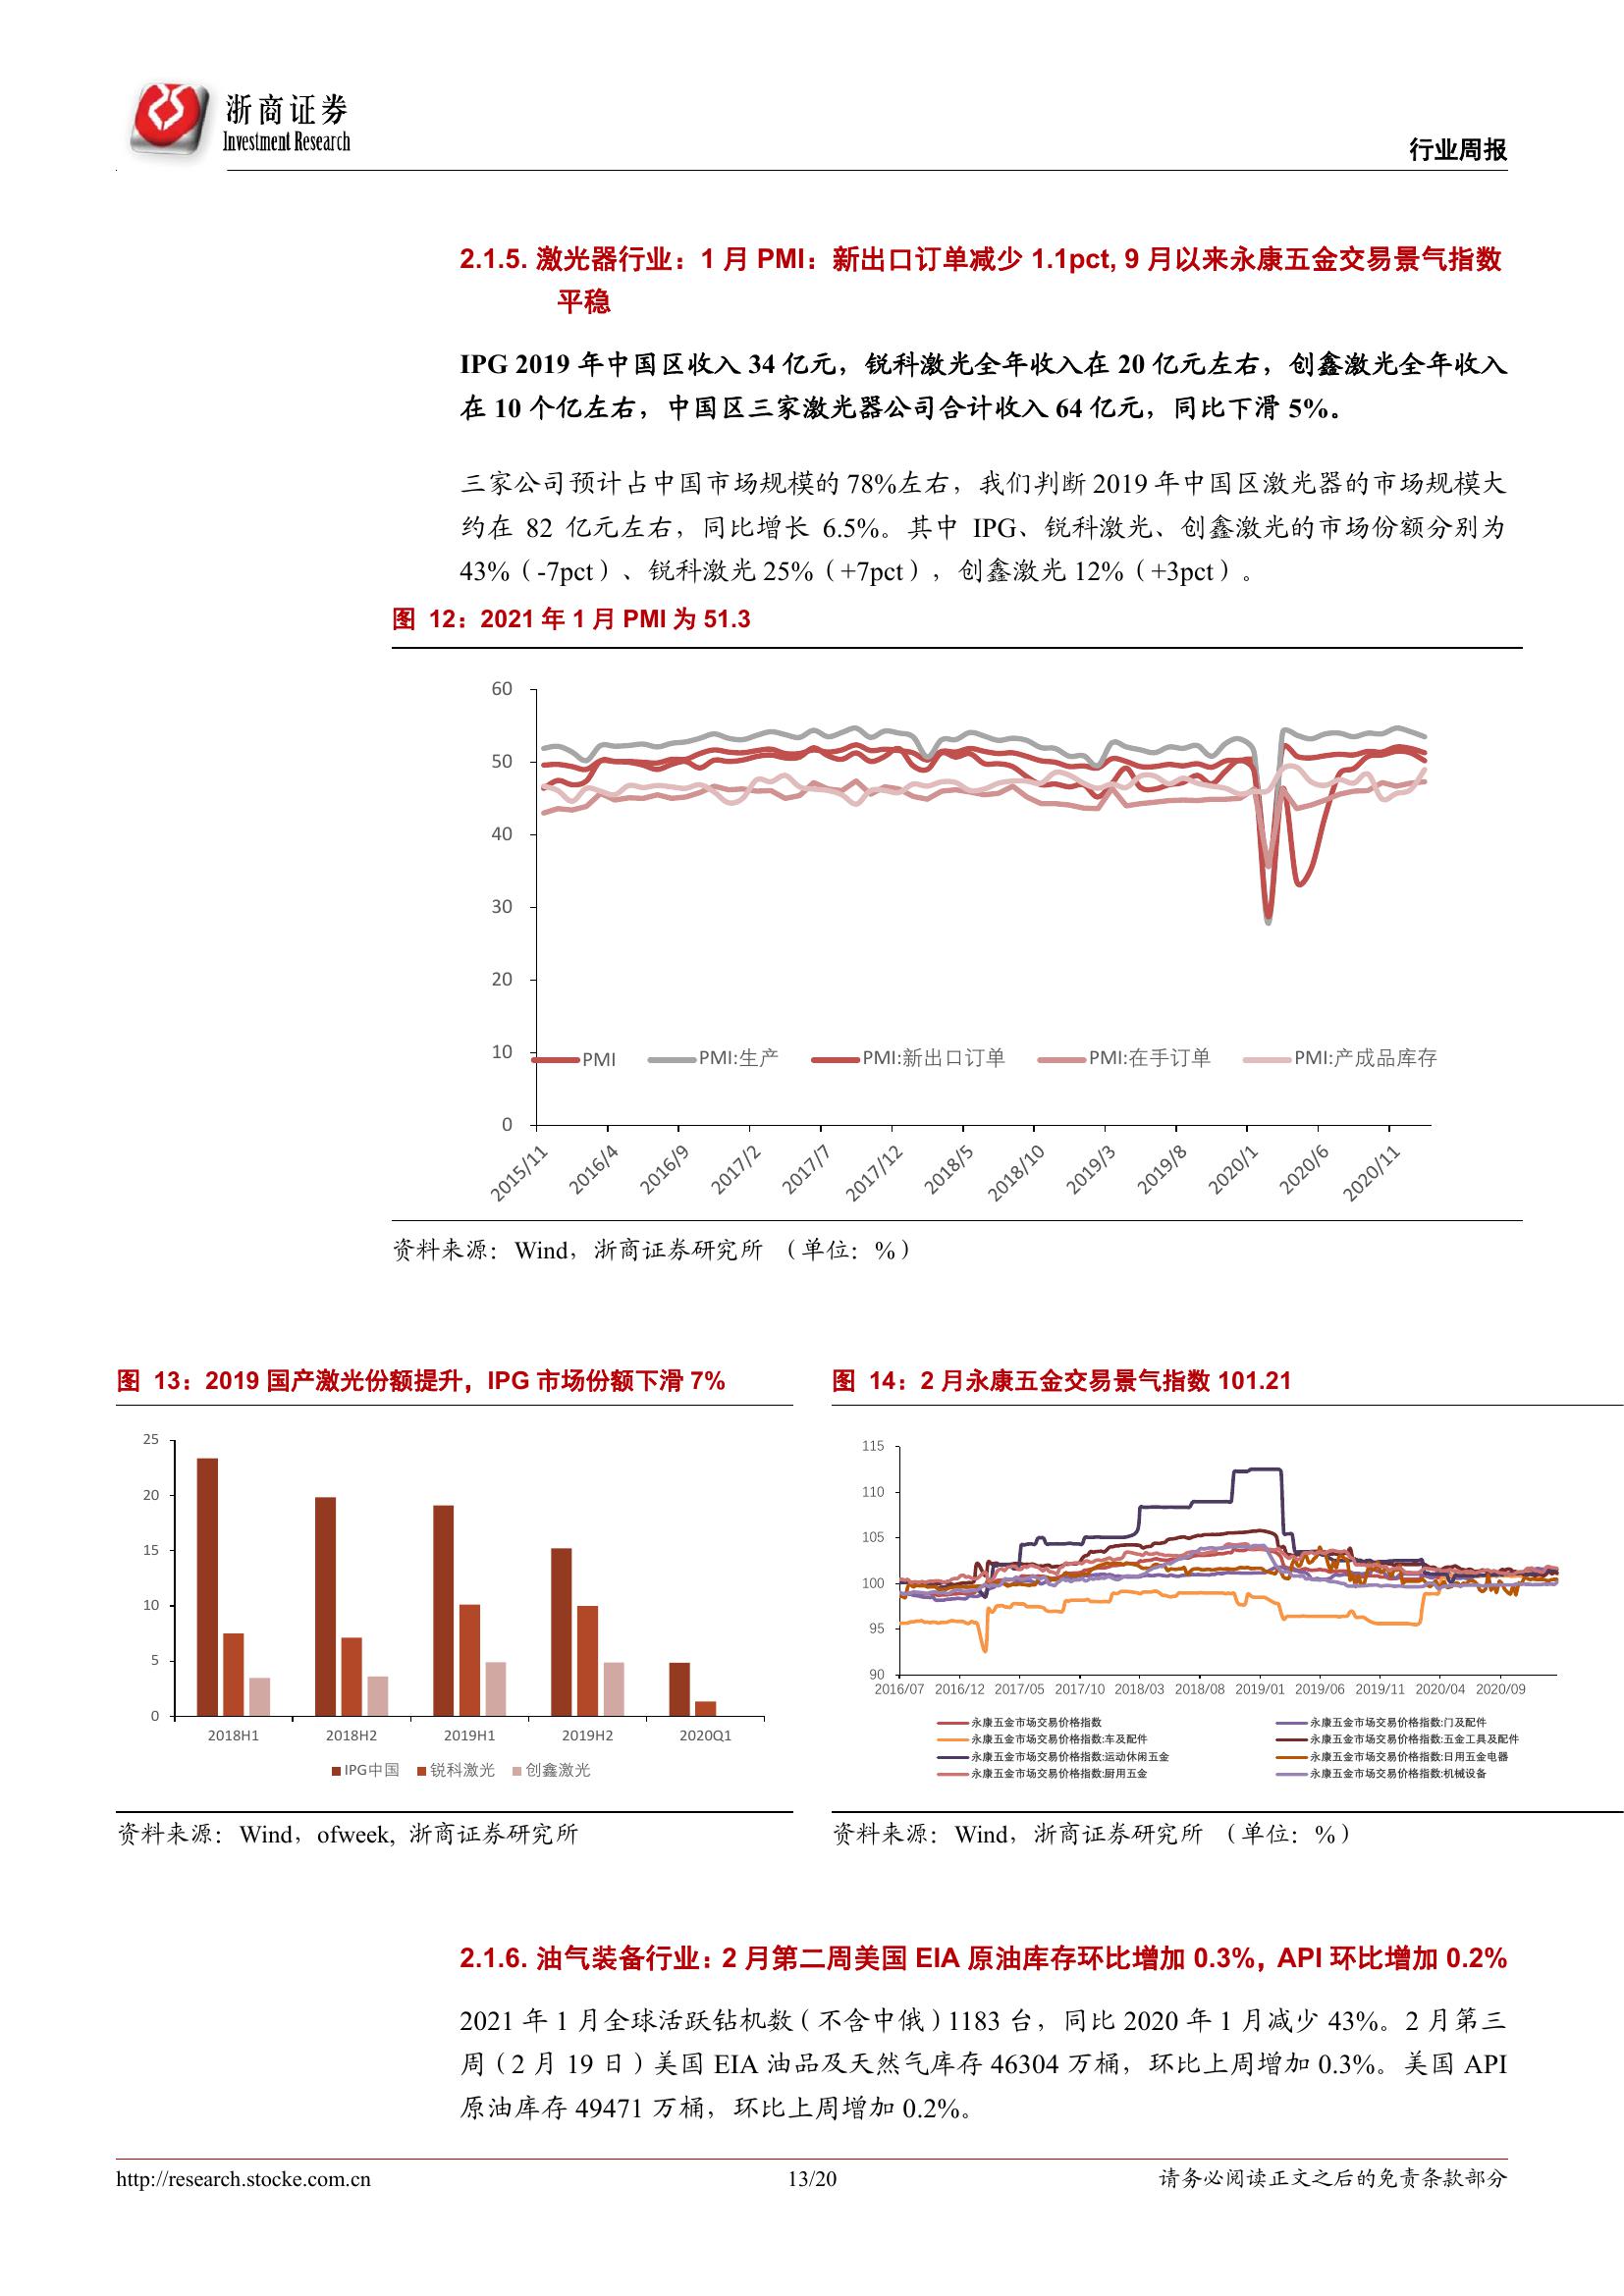 浙商证券
Investment Research
行业周报
2.1.5. 激光器行业：1 月 PMI：新出口订单减少 1.1pct, 9 月以来永康五金交易景气指数
平稳
IPG 2019 年中国区收入 34 亿元，锐科激光全年收入在 20 亿元左右，创鑫激光全年收入
在 10 个亿左右，中国区三家激光器公司合计收入 64 亿元，同比下滑 5%。
三家公司预计占中国市场规模的 78%左右，我们判断 2019 年中国区激光器的市场规模大
约在 82 亿元左右，同比增长 6.5%。其中 IPG、锐科激光、创鑫激光的市场份额分别为
43%（-7pct）、锐科激光 25%（+7pct），创鑫激光 12%（+3pct）。
图 12：2021 年 1 月 PMI 为 51.3
60
50
40
30
20
10
0
PMI PMI:生产 PMI:新出口订单 PMI:在手订单 PMI:产成品库存
2015/11 2016/4 2016/9 2017/2 2017/7 2017/12 2018/5 2018/10 2019/3 2019/8 2020/1 2020/6 2020/11
资料来源：Wind，浙商证券研究所 （单位：%）
图 13：2019 国产激光份额提升，IPG 市场份额下滑 7%
25
20
15
10
5
0
2018H1 2018H2 2019H1 2019H2 2020Q1
IPG中国 锐科激光 创鑫激光
资料来源：Wind，ofweek, 浙商证券研究所
图 14：2 月永康五金交易景气指数 101.21
115
110
105
100
95
90
2016/07 2016/12 2017/05 2017/10 2018/03 2018/08 2019/01 2019/06 2019/11 2020/04 2020/09
永康五金市场交易价格指数 永康五金市场交易价格指数:门及配件
永康五金市场交易价格指数:车及配件 永康五金市场交易价格指数:五金工具及配件
永康五金市场交易价格指数:运动休闲五金 永康五金市场交易价格指数:日用五金电器
永康五金市场交易价格指数:厨用五金 永康五金市场交易价格指数:机械设备
资料来源：Wind，浙商证券研究所 （单位：%）
2.1.6. 油气装备行业：2 月第二周美国 EIA 原油库存环比增加 0.3%，API 环比增加 0.2%
2021 年 1 月全球活跃钻机数（不含中俄）1183 台，同比 2020 年 1 月减少 43%。2 月第三
周（2 月 19 日）美国 EIA 油品及天然气库存 46304 万桶，环比上周增加 0.3%。美国 API
原油库存 49471 万桶，环比上周增加 0.2%。
http://research.stocke.com.cn 13/20 请务必阅读正文之后的免责条款部分